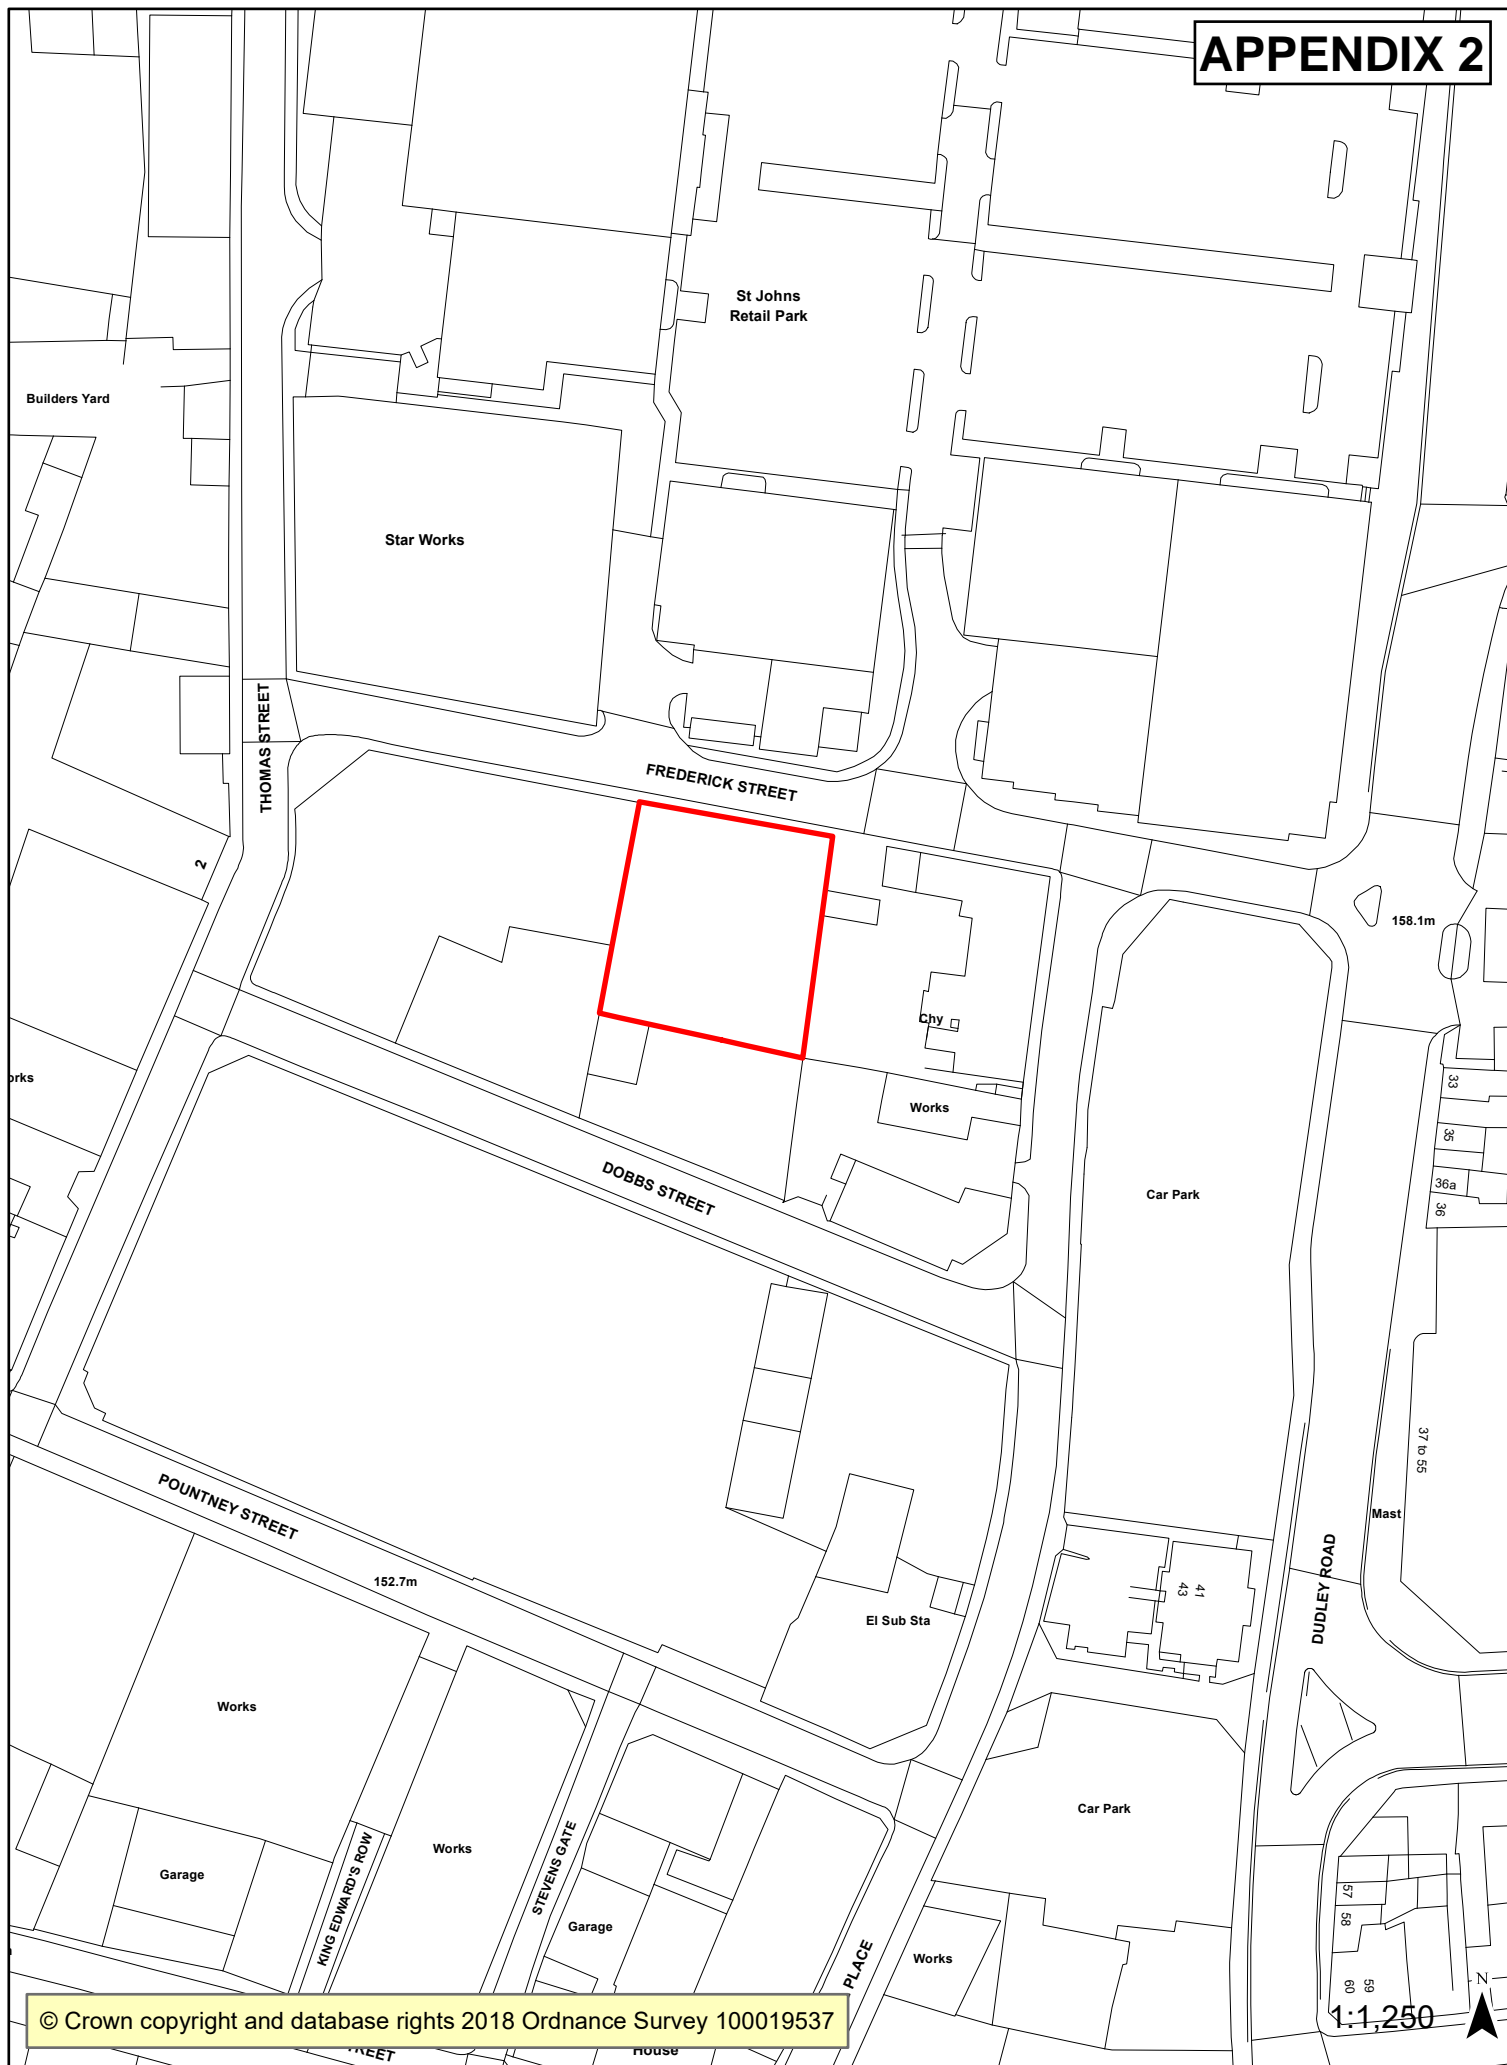 APPENDIX 2
St Johns
Retail Park
Builders Yard
Star Works
THOMAS STREET
FREDERICK STREET
2
158.1m
Chy
orks
33
Works
35
DOBBS STREET
36a
Car Park
36
37 to 55
POUNTNEY STREET
Mast
DUDLEY ROAD
152.7m
41
43
El Sub Sta
Works
Car Park
Works
STEVENS GATE
KING EDWARD'S ROW
Garage
57
58
Garage
PLACE
Works
59
60
N
1:1,250
© Crown copyright and database rights 2018 Ordnance Survey 100019537
REET
House